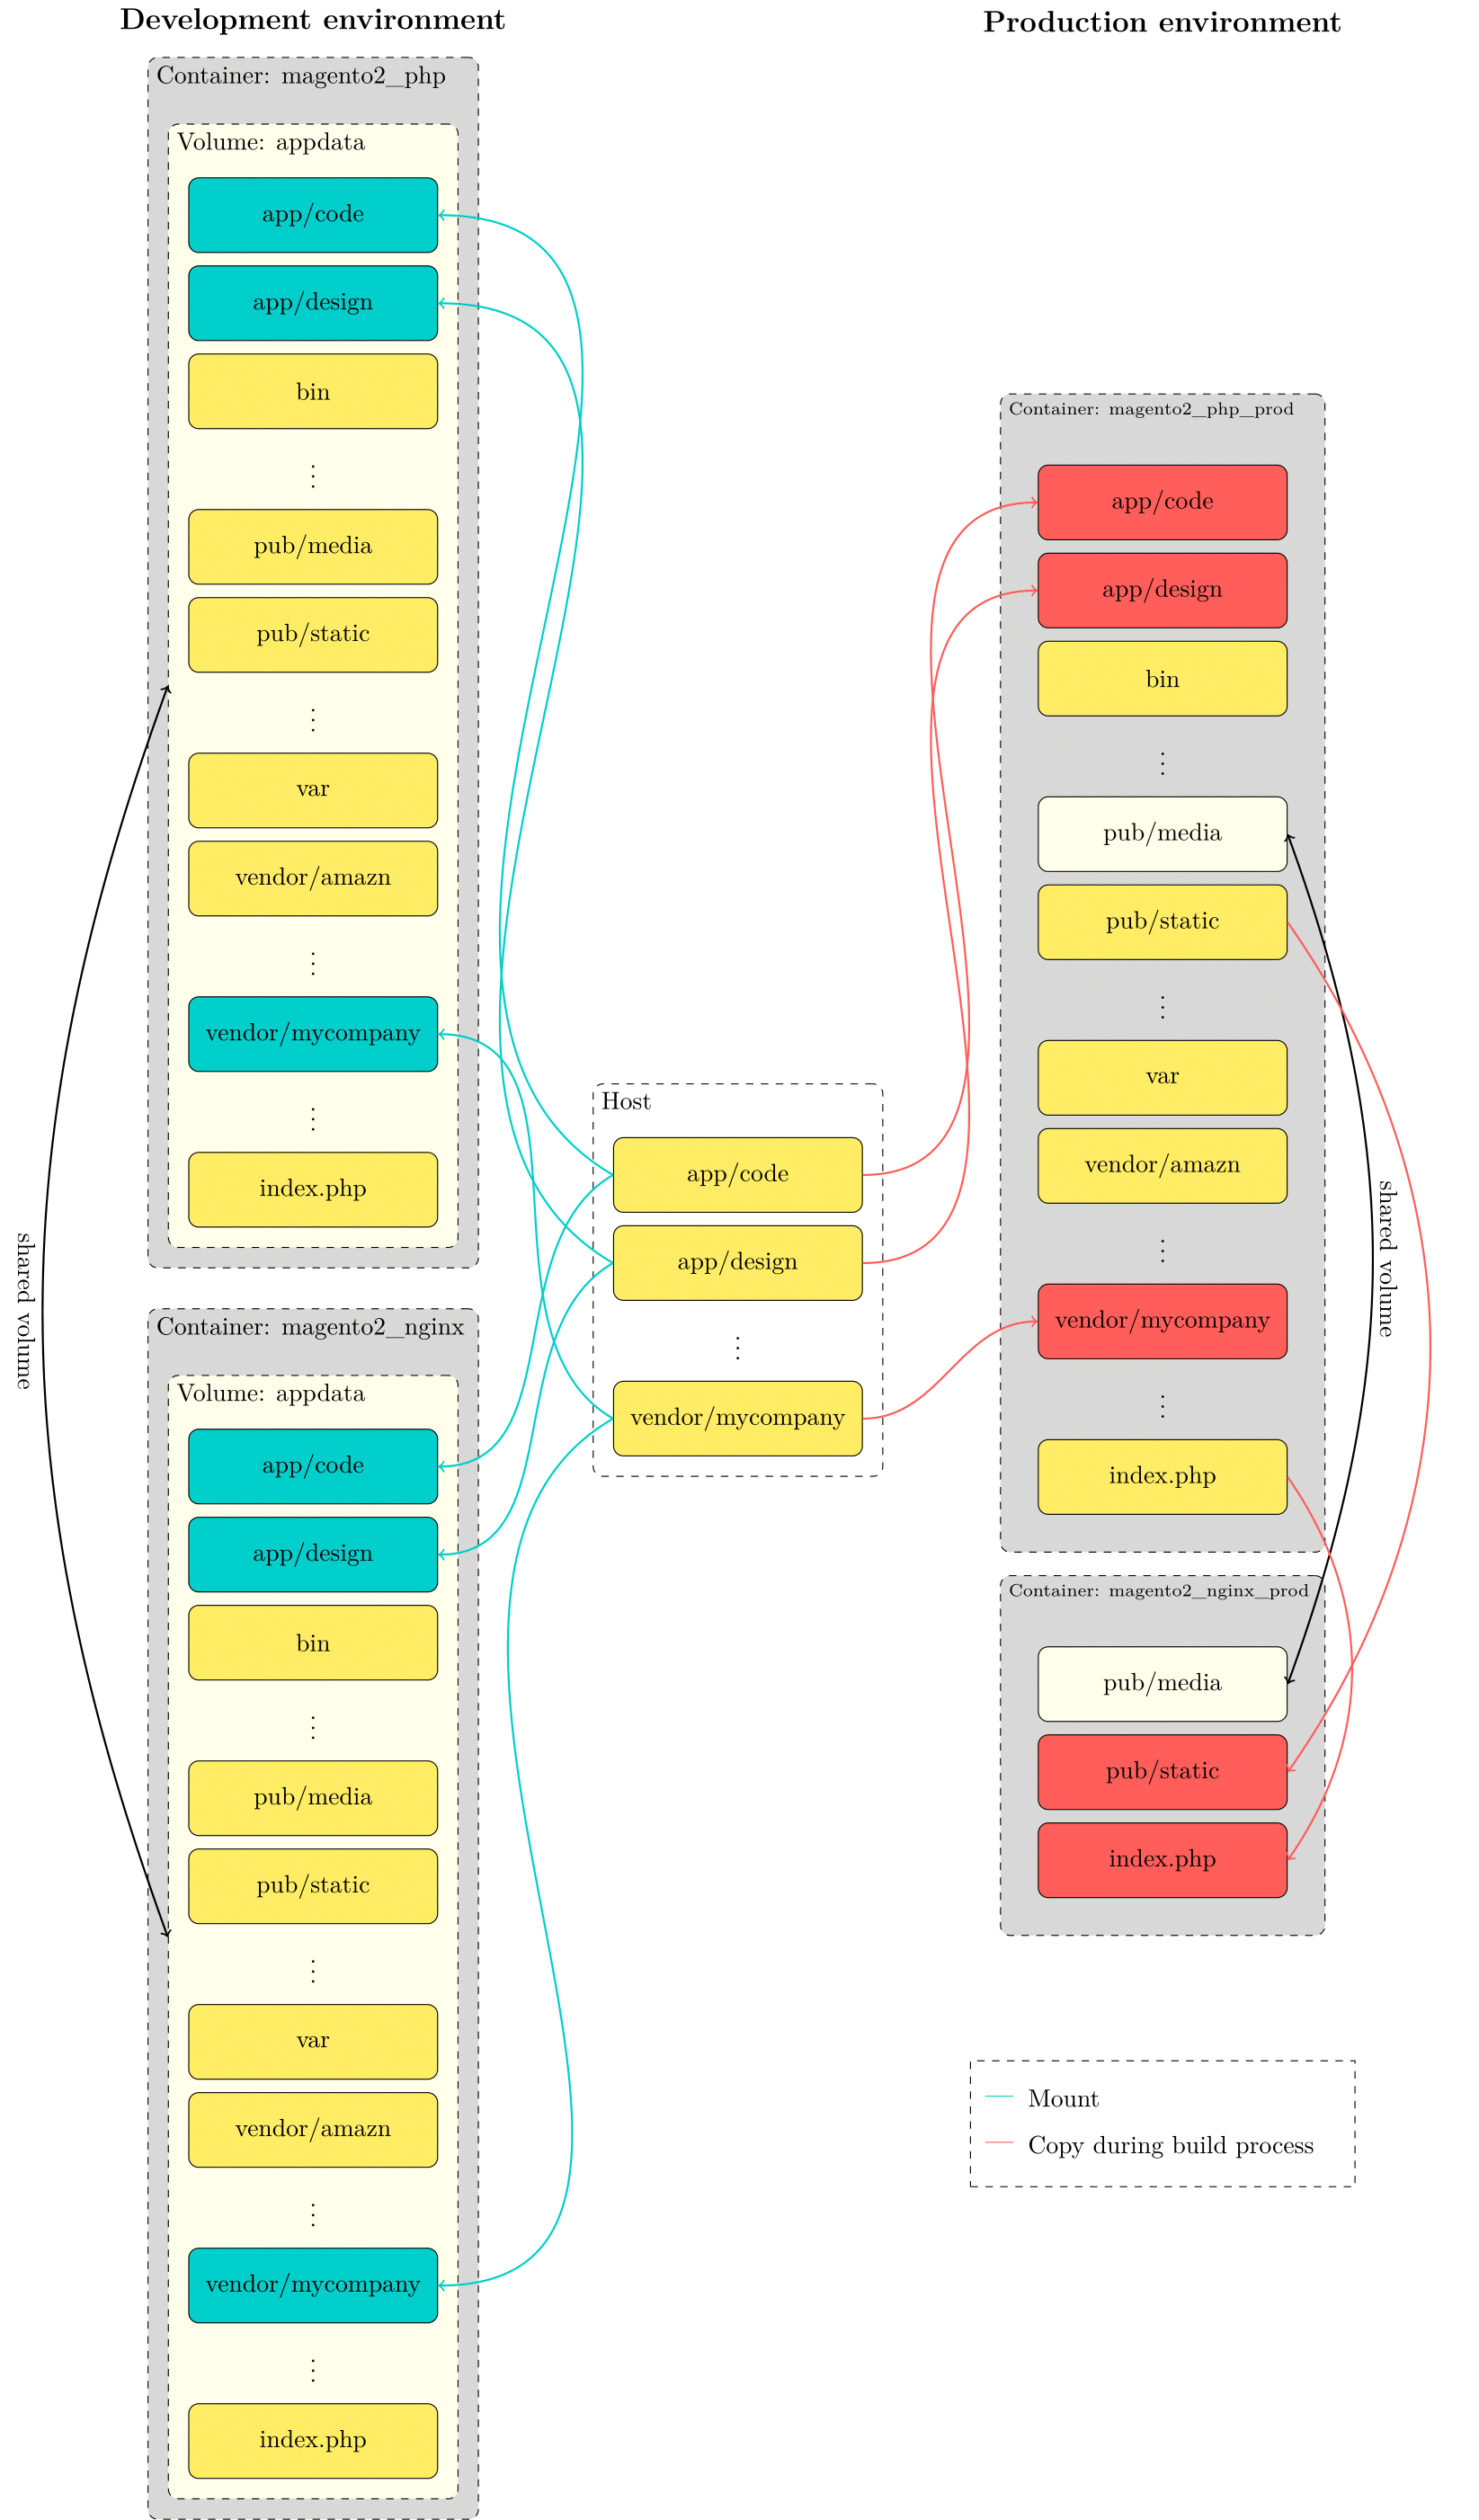 Development environment
Container: magento2_php
Volume: appdata
app/code
app/design
bin
pub/media
pub/static
var
vendor/amazn
vendor/mycompany
index.php
shared volume
Container: magento2_nginx
Volume: appdata
app/code
app/design
bin
pub/media
pub/static
var
vendor/amazn
vendor/mycompany
index.php
Host
app/code
app/design
vendor/mycompany
Production environment
Container: magento2_php_prod
app/code
app/design
bin
pub/media
pub/static
var
vendor/amazn
vendor/mycompany
index.php
shared volume
Container: magento2_nginx_prod
pub/media
pub/static
index.php
Mount
Copy during build process